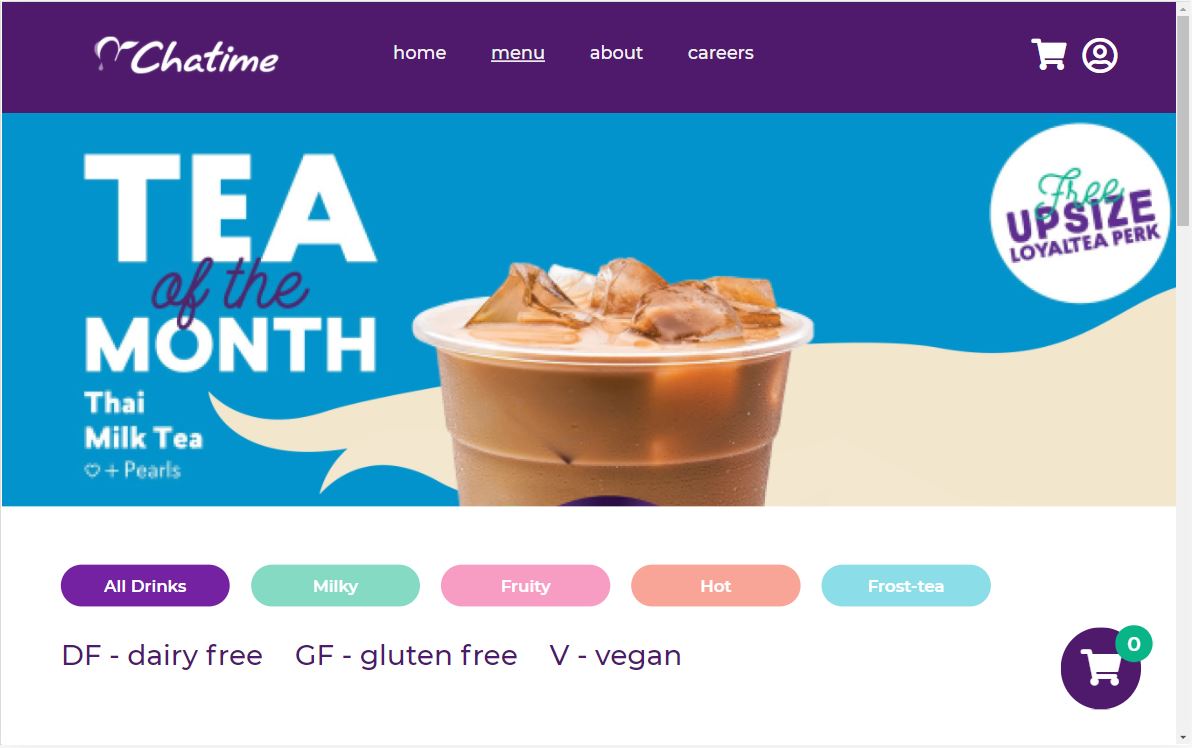 Chatime
home menu about careers
TEA
of the
MONTH
Thai
Milk Tea
♡ + Pearls
Free
UPSIZE
LOYALTEA PERK
All Drinks Milky Fruity Hot Frost-tea
DF - dairy free GF - gluten free V - vegan
0